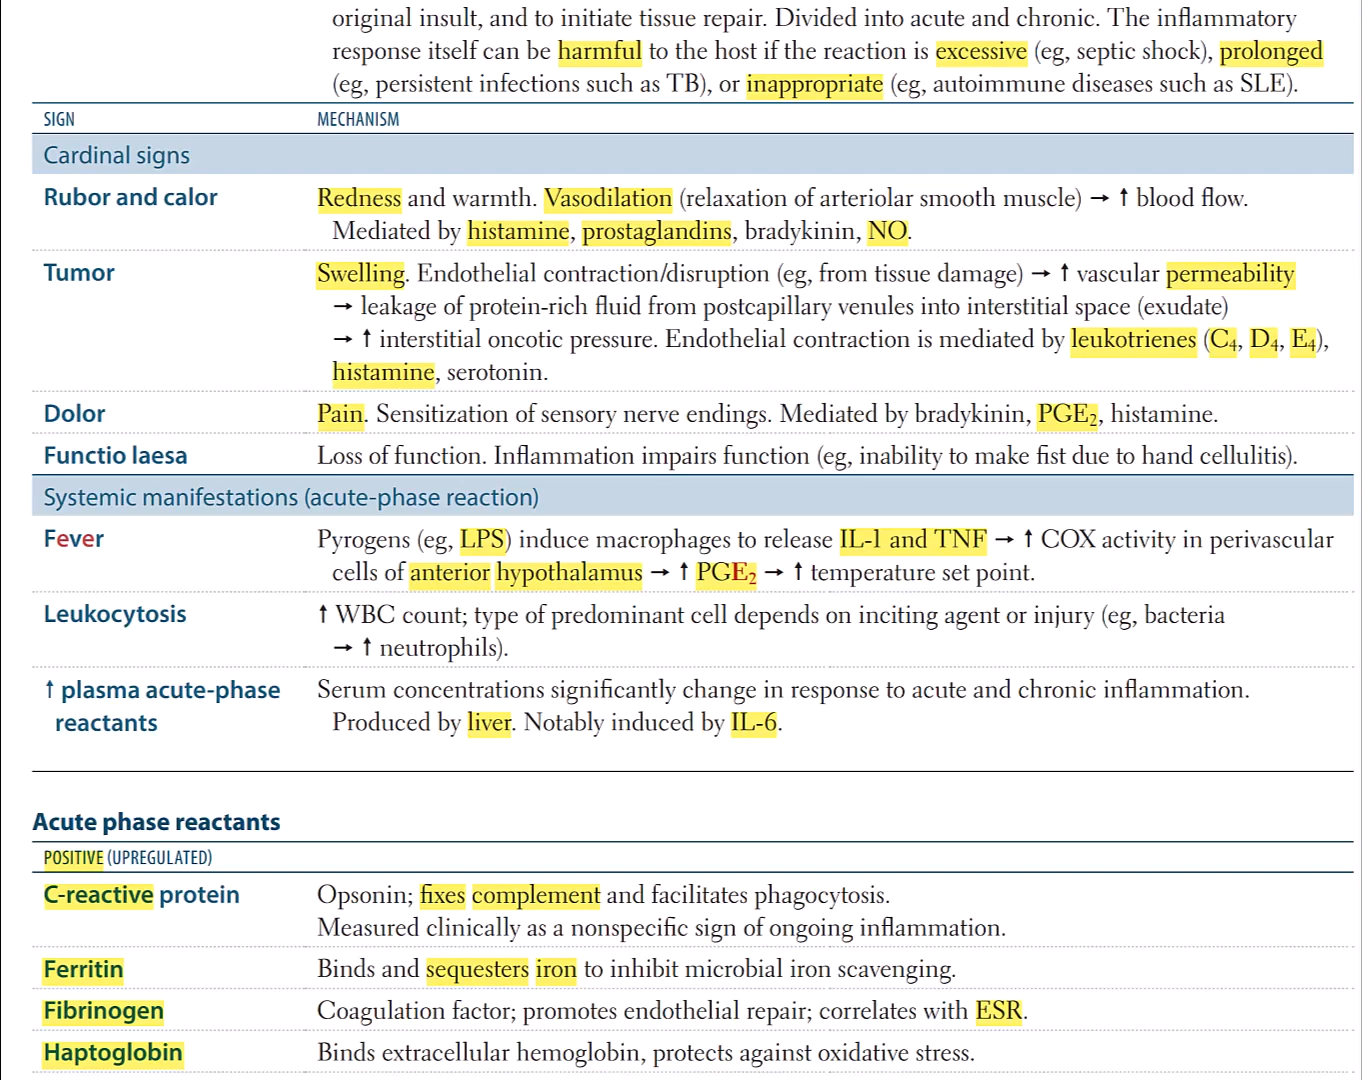 original insult, and to initiate tissue repair. Divided into acute and chronic. The inflammatory
response itself can be harmful to the host if the reaction is excessive (eg, septic shock), prolonged
(eg, persistent infections such as TB), or inappropriate (eg, autoimmune diseases such as SLE).
SIGN MECHANISM
Cardinal signs
Rubor and calor Redness and warmth. Vasodilation (relaxation of arteriolar smooth muscle) → ↑ blood flow.
Mediated by histamine, prostaglandins, bradykinin, NO.
Tumor Swelling. Endothelial contraction/disruption (eg, from tissue damage) → ↑ vascular permeability
→ leakage of protein-rich fluid from postcapillary venules into interstitial space (exudate)
→ ↑ interstitial oncotic pressure. Endothelial contraction is mediated by leukotrienes (C₄, D₄, E₄),
histamine, serotonin.
Dolor Pain. Sensitization of sensory nerve endings. Mediated by bradykinin, PGE₂, histamine.
Functio laesa Loss of function. Inflammation impairs function (eg, inability to make fist due to hand cellulitis).
Systemic manifestations (acute-phase reaction)
Fever Pyrogens (eg, LPS) induce macrophages to release IL-1 and TNF → ↑ COX activity in perivascular
cells of anterior hypothalamus → ↑ PGE₂ → ↑ temperature set point.
Leukocytosis ↑ WBC count; type of predominant cell depends on inciting agent or injury (eg, bacteria
→ ↑ neutrophils).
↑ plasma acute-phase Serum concentrations significantly change in response to acute and chronic inflammation.
reactants Produced by liver. Notably induced by IL-6.
Acute phase reactants
POSITIVE (UPREGULATED)
C-reactive protein Opsonin; fixes complement and facilitates phagocytosis.
Measured clinically as a nonspecific sign of ongoing inflammation.
Ferritin Binds and sequesters iron to inhibit microbial iron scavenging.
Fibrinogen Coagulation factor; promotes endothelial repair; correlates with ESR.
Haptoglobin Binds extracellular hemoglobin, protects against oxidative stress.